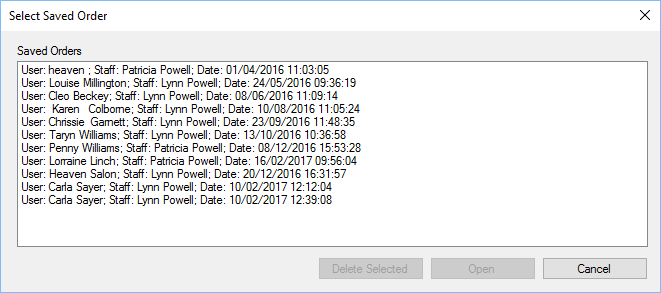 Select Saved Order
Saved Orders
User: heaven ; Staff: Patricia Powell; Date: 01/04/2016 11:03:05
User: Louise Millington; Staff: Lynn Powell; Date: 24/05/2016 09:36:19
User: Cleo Beckey; Staff: Lynn Powell; Date: 08/06/2016 11:09:14
User:  Karen   Colborne; Staff: Lynn Powell; Date: 10/08/2016 11:05:24
User: Chrissie  Garnett; Staff: Lynn Powell; Date: 23/09/2016 11:48:35
User: Taryn Williams; Staff: Lynn Powell; Date: 13/10/2016 10:36:58
User: Penny Williams; Staff: Patricia Powell; Date: 08/12/2016 15:53:28
User: Lorraine Linch; Staff: Patricia Powell; Date: 16/02/2017 09:56:04
User: Heaven Salon; Staff: Lynn Powell; Date: 20/12/2016 16:31:57
User: Carla Sayer; Staff: Lynn Powell; Date: 10/02/2017 12:12:04
User: Carla Sayer; Staff: Lynn Powell; Date: 10/02/2017 12:39:08
Delete Selected Open Cancel